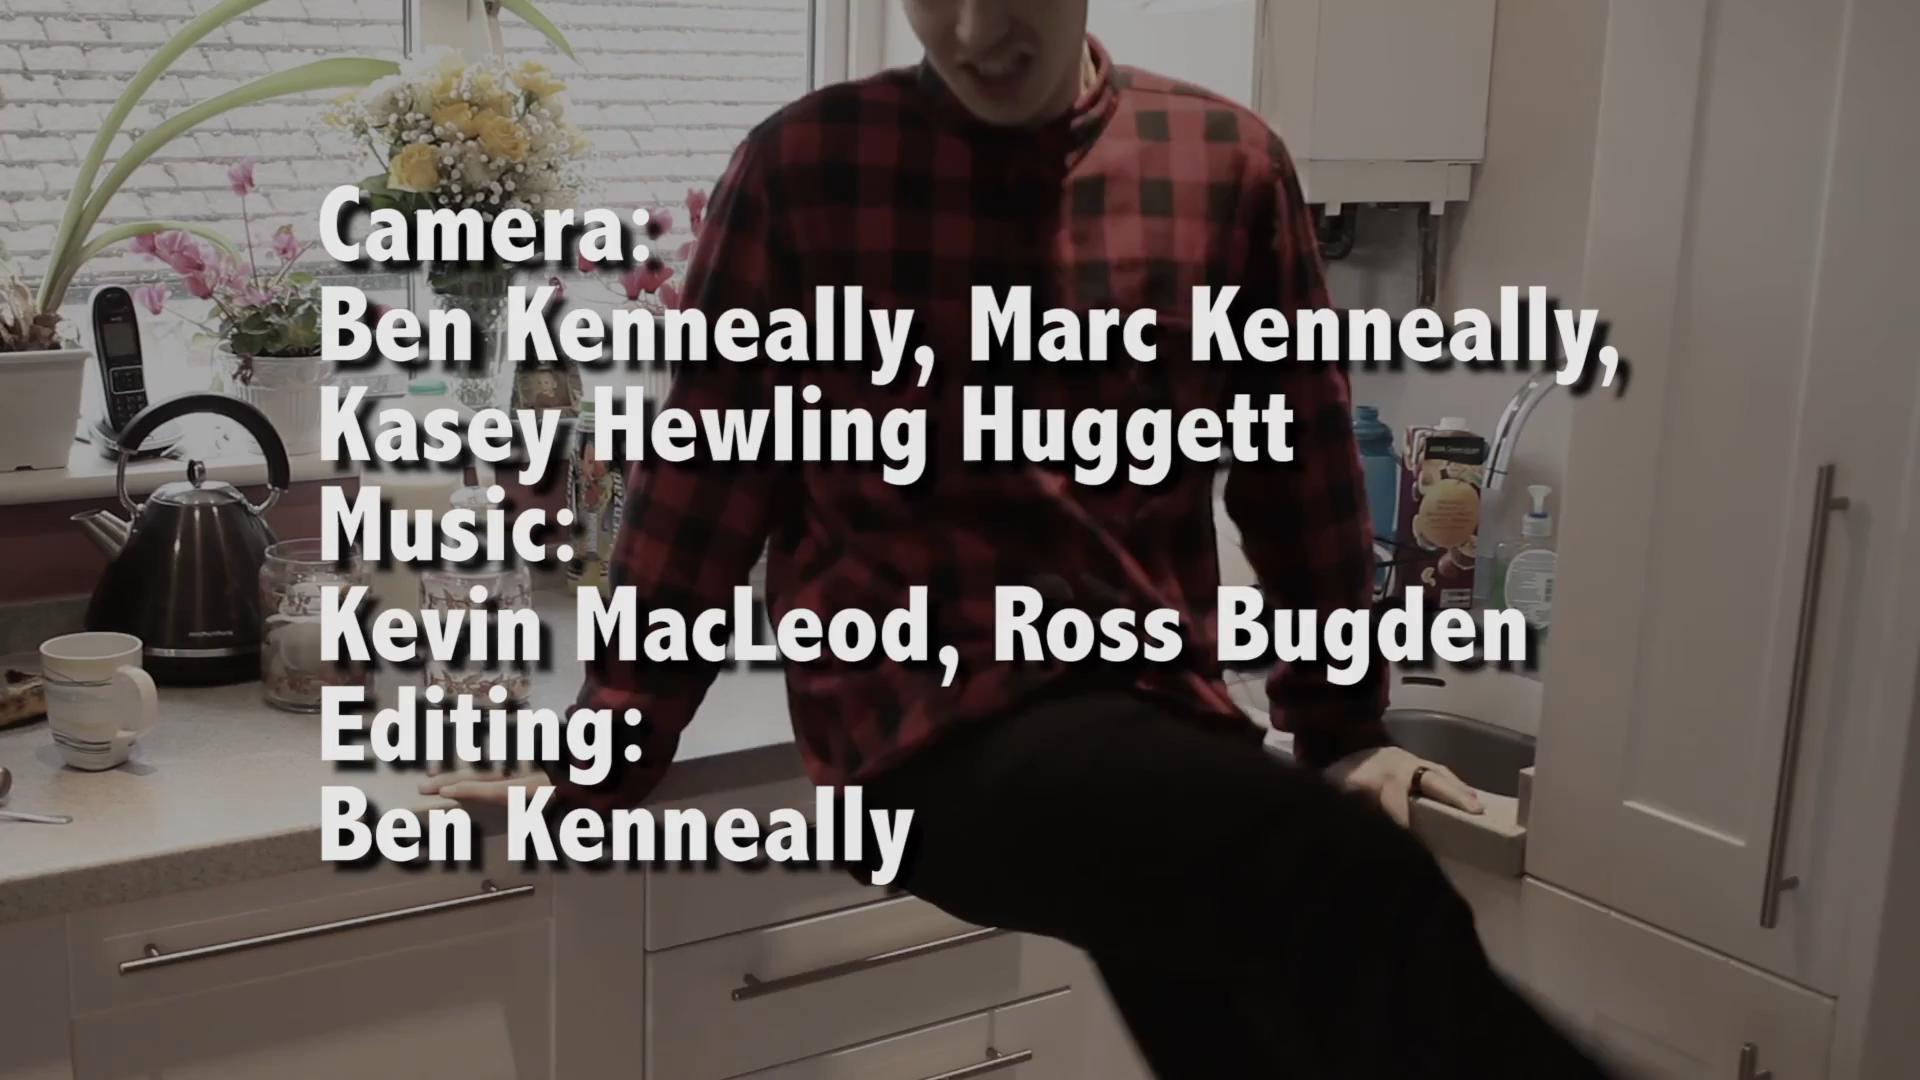 Camera:
Ben Kenneally, Marc Kenneally,
Kasey Hewling Huggett
Music:
Kevin MacLeod, Ross Bugden
Editing:
Ben Kenneally